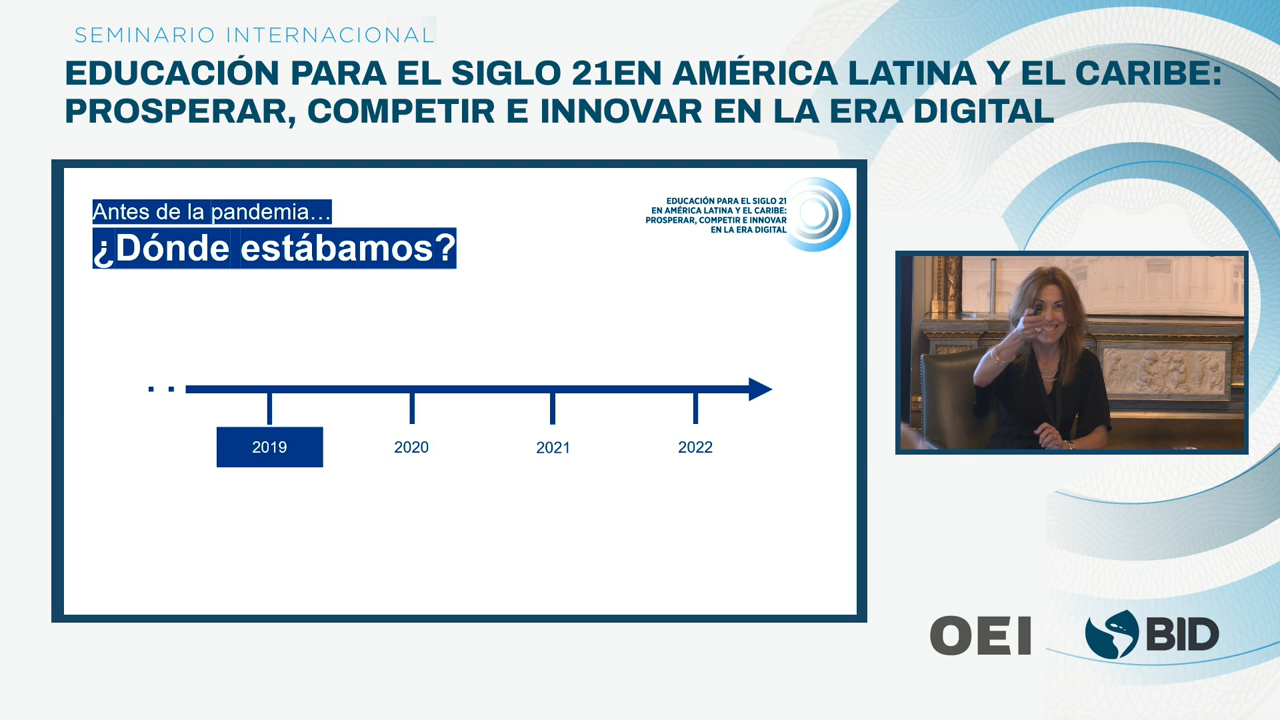 SEMINARIO INTERNACIONAL
EDUCACIÓN PARA EL SIGLO 21EN AMÉRICA LATINA Y EL CARIBE:
PROSPERAR, COMPETIR E INNOVAR EN LA ERA DIGITAL
Antes de la pandemia...
¿Dónde estábamos?
EDUCACIÓN PARA EL SIGLO 21
EN AMÉRICA LATINA Y EL CARIBE:
PROSPERAR, COMPETIR E INNOVAR
EN LA ERA DIGITAL
2019 2020 2021 2022
OEI BID